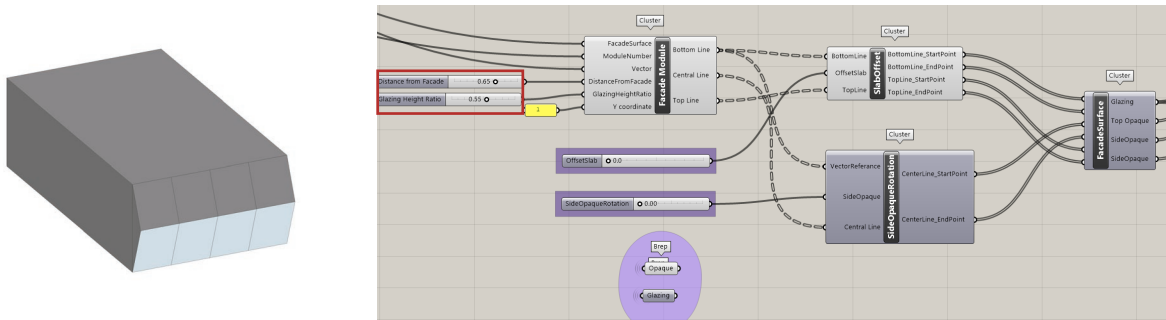 Cluster
FacadeSurface
ModuleNumber
Vector
DistanceFromFacade
GlazingHeightRatio
Y coordinate
Facade Module
Bottom Line
Central Line
Top Line
Distance from Facade 0.65
Glazing Height Ratio 0.55
1
Cluster
BottomLine
OffsetSlab
TopLine
SlabOffset
BottomLine_StartPoint
BottomLine_EndPoint
TopLine_StartPoint
TopLine_EndPoint
Cluster
FacadeSurface
Glazing
Top Opaque
SideOpaque
SideOpaque
OffsetSlab 0.0
SideOpaqueRotation 0.00
Cluster
VectorReferance
SideOpaque
Central Line
SideOpaqueRotation
CenterLine_StartPoint
CenterLine_EndPoint
Brep
Opaque
Glazing